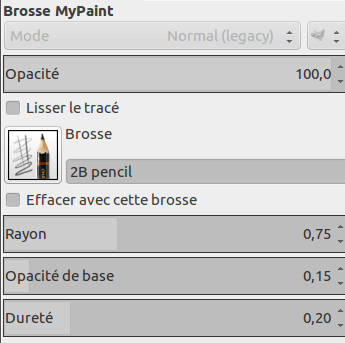 Brosse MyPaint
Mode Normal (legacy)
Opacité 100,0
Lisser le tracé
Brosse
2B pencil
Effacer avec cette brosse
Rayon 0,75
Opacité de base 0,15
Dureté 0,20